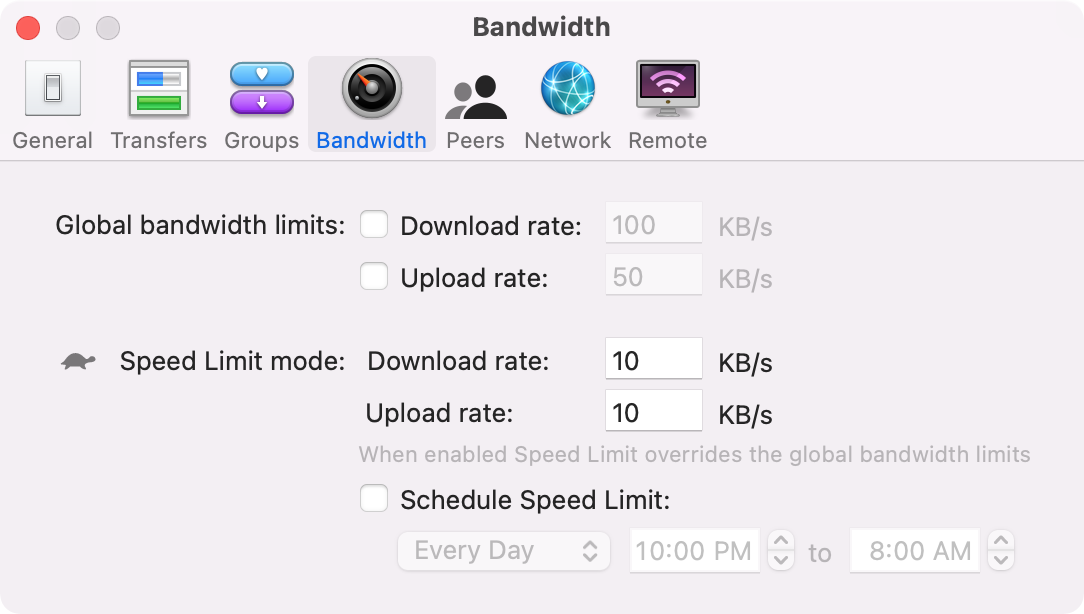 Bandwidth
General Transfers Groups Bandwidth Peers Network Remote
Global bandwidth limits: Download rate: 100 KB/s
Upload rate: 50 KB/s
Speed Limit mode: Download rate: 10 KB/s
Upload rate: 10 KB/s
When enabled Speed Limit overrides the global bandwidth limits
Schedule Speed Limit:
Every Day 10:00 PM to 8:00 AM